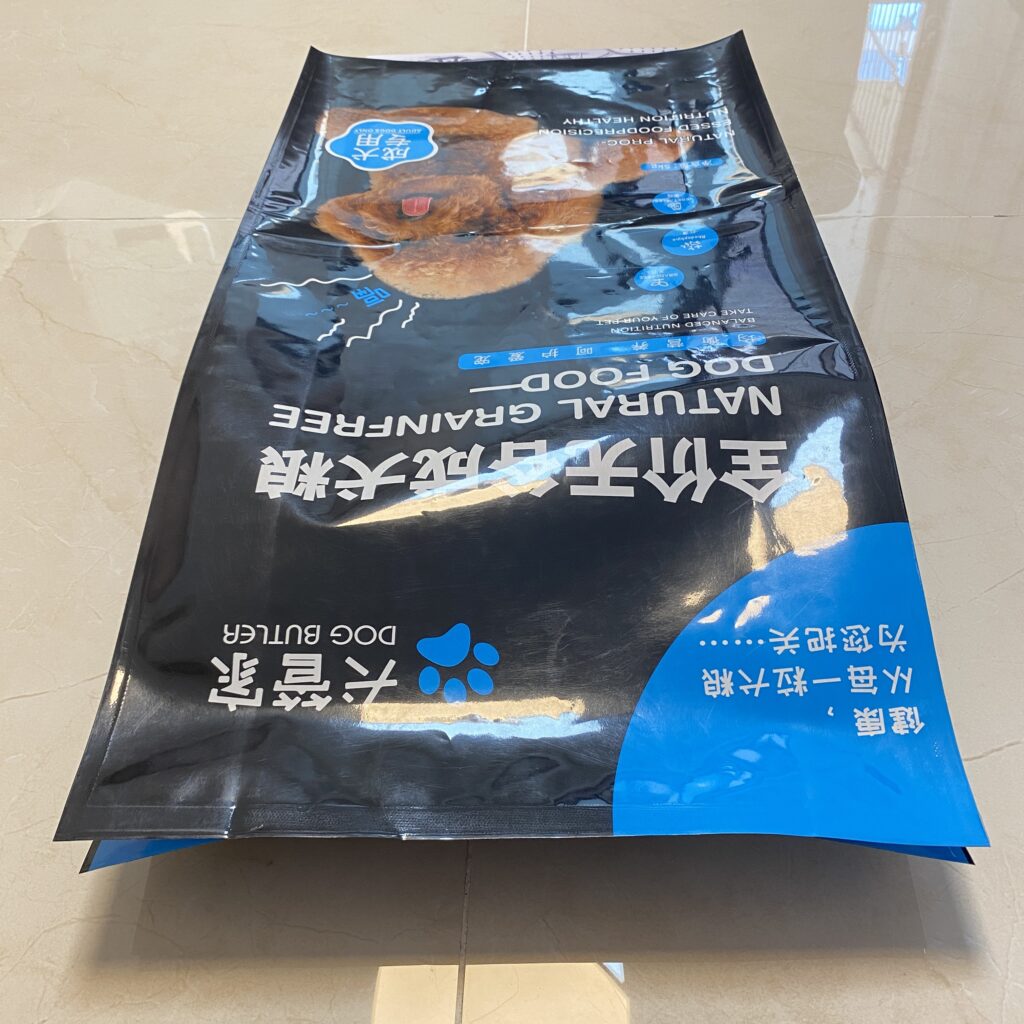 健康，
从每一粒犬粮
为您把关……
犬管家
DOG BUTLER
全价无谷成犬粮
NATURAL GRAINFREE
DOG FOOD—
均衡营养 呵护爱宠
BALANCED NUTRITION
TAKE CARE OF YOUR PET
NATURAL PROC-
ESSED FOODPRECISION
NUTRITION HEALTHY
成犬
专用
ADULT DOGS ONLY